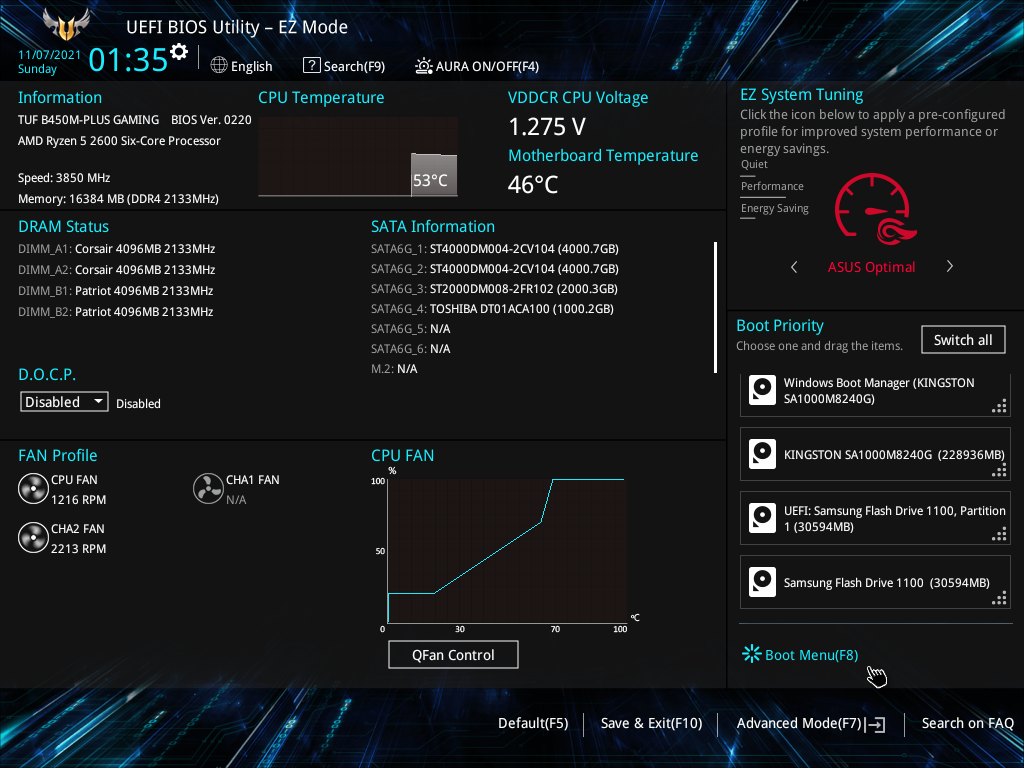 UEFI BIOS Utility – EZ Mode
11/07/2021
Sunday
01:35
English
Search(F9)
AURA ON/OFF(F4)
Information
TUF B450M-PLUS GAMING BIOS Ver. 0220
AMD Ryzen 5 2600 Six-Core Processor
Speed: 3850 MHz
Memory: 16384 MB (DDR4 2133MHz)
CPU Temperature
53°C
VDDCR CPU Voltage
1.275 V
Motherboard Temperature
46°C
EZ System Tuning
Click the icon below to apply a pre-configured
profile for improved system performance or
energy savings.
Quiet
Performance
Energy Saving
ASUS Optimal
DRAM Status
DIMM_A1: Corsair 4096MB 2133MHz
DIMM_A2: Corsair 4096MB 2133MHz
DIMM_B1: Patriot 4096MB 2133MHz
DIMM_B2: Patriot 4096MB 2133MHz
SATA Information
SATA6G_1: ST4000DM004-2CV104 (4000.7GB)
SATA6G_2: ST4000DM004-2CV104 (4000.7GB)
SATA6G_3: ST2000DM008-2FR102 (2000.3GB)
SATA6G_4: TOSHIBA DT01ACA100 (1000.2GB)
SATA6G_5: N/A
SATA6G_6: N/A
M.2: N/A
D.O.C.P.
Disabled
Disabled
Boot Priority
Choose one and drag the items.
Switch all
Windows Boot Manager (KINGSTON
SA1000M8240G)
KINGSTON SA1000M8240G (228936MB)
UEFI: Samsung Flash Drive 1100, Partition
1 (30594MB)
Samsung Flash Drive 1100 (30594MB)
Boot Menu(F8)
FAN Profile
CPU FAN
1216 RPM
CHA1 FAN
N/A
CHA2 FAN
2213 RPM
CPU FAN
%
100
50
0
30
70
100
°C
QFan Control
Default(F5)
Save & Exit(F10)
Advanced Mode(F7)
Search on FAQ